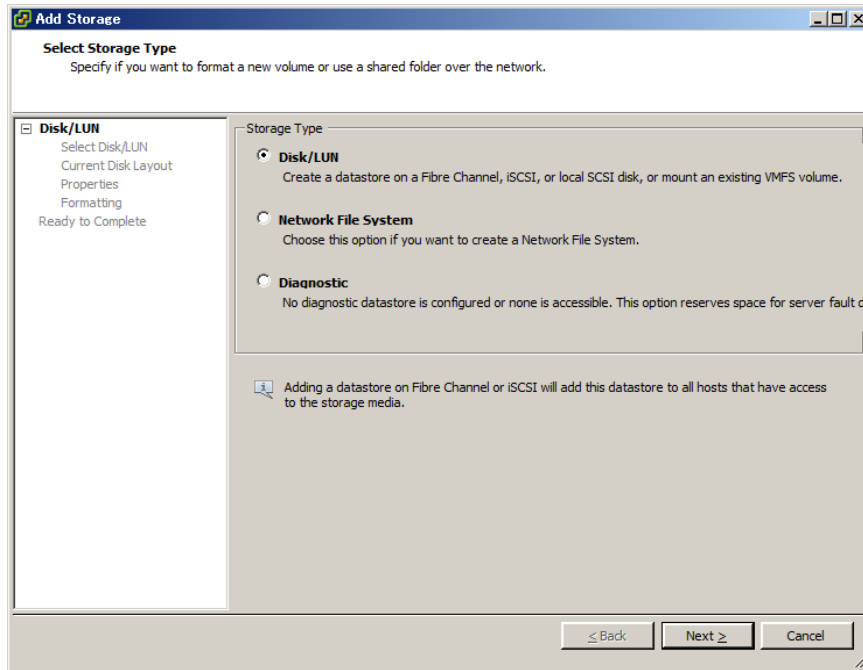 Add Storage
Select Storage Type
Specify if you want to format a new volume or use a shared folder over the network.
Disk/LUN
Select Disk/LUN
Current Disk Layout
Properties
Formatting
Ready to Complete
Storage Type
Disk/LUN
Create a datastore on a Fibre Channel, iSCSI, or local SCSI disk, or mount an existing VMFS volume.
Network File System
Choose this option if you want to create a Network File System.
Diagnostic
No diagnostic datastore is configured or none is accessible. This option reserves space for server fault
Adding a datastore on Fibre Channel or iSCSI will add this datastore to all hosts that have access
to the storage media.
< Back
Next >
Cancel